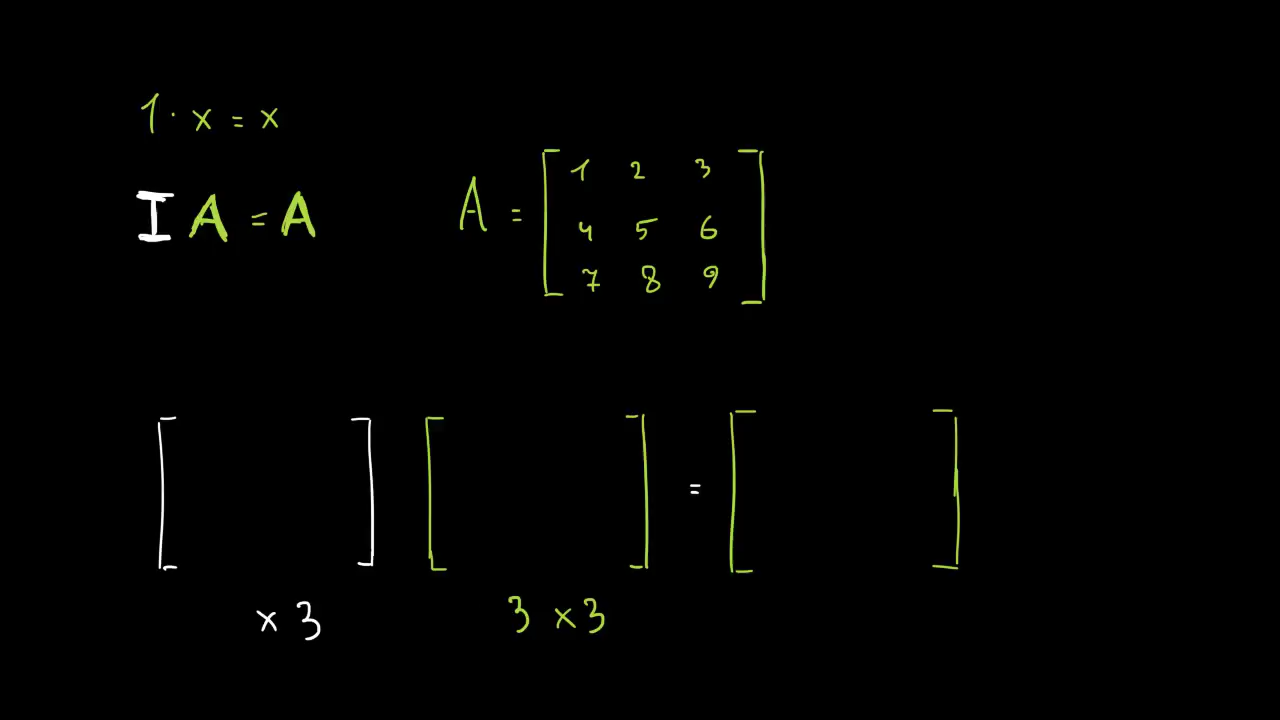 1 · x = x
I A = A
A = [ 1 2 3
4 5 6
7 8 9 ]
[ ] [ ] = [ ]
× 3 3 × 3